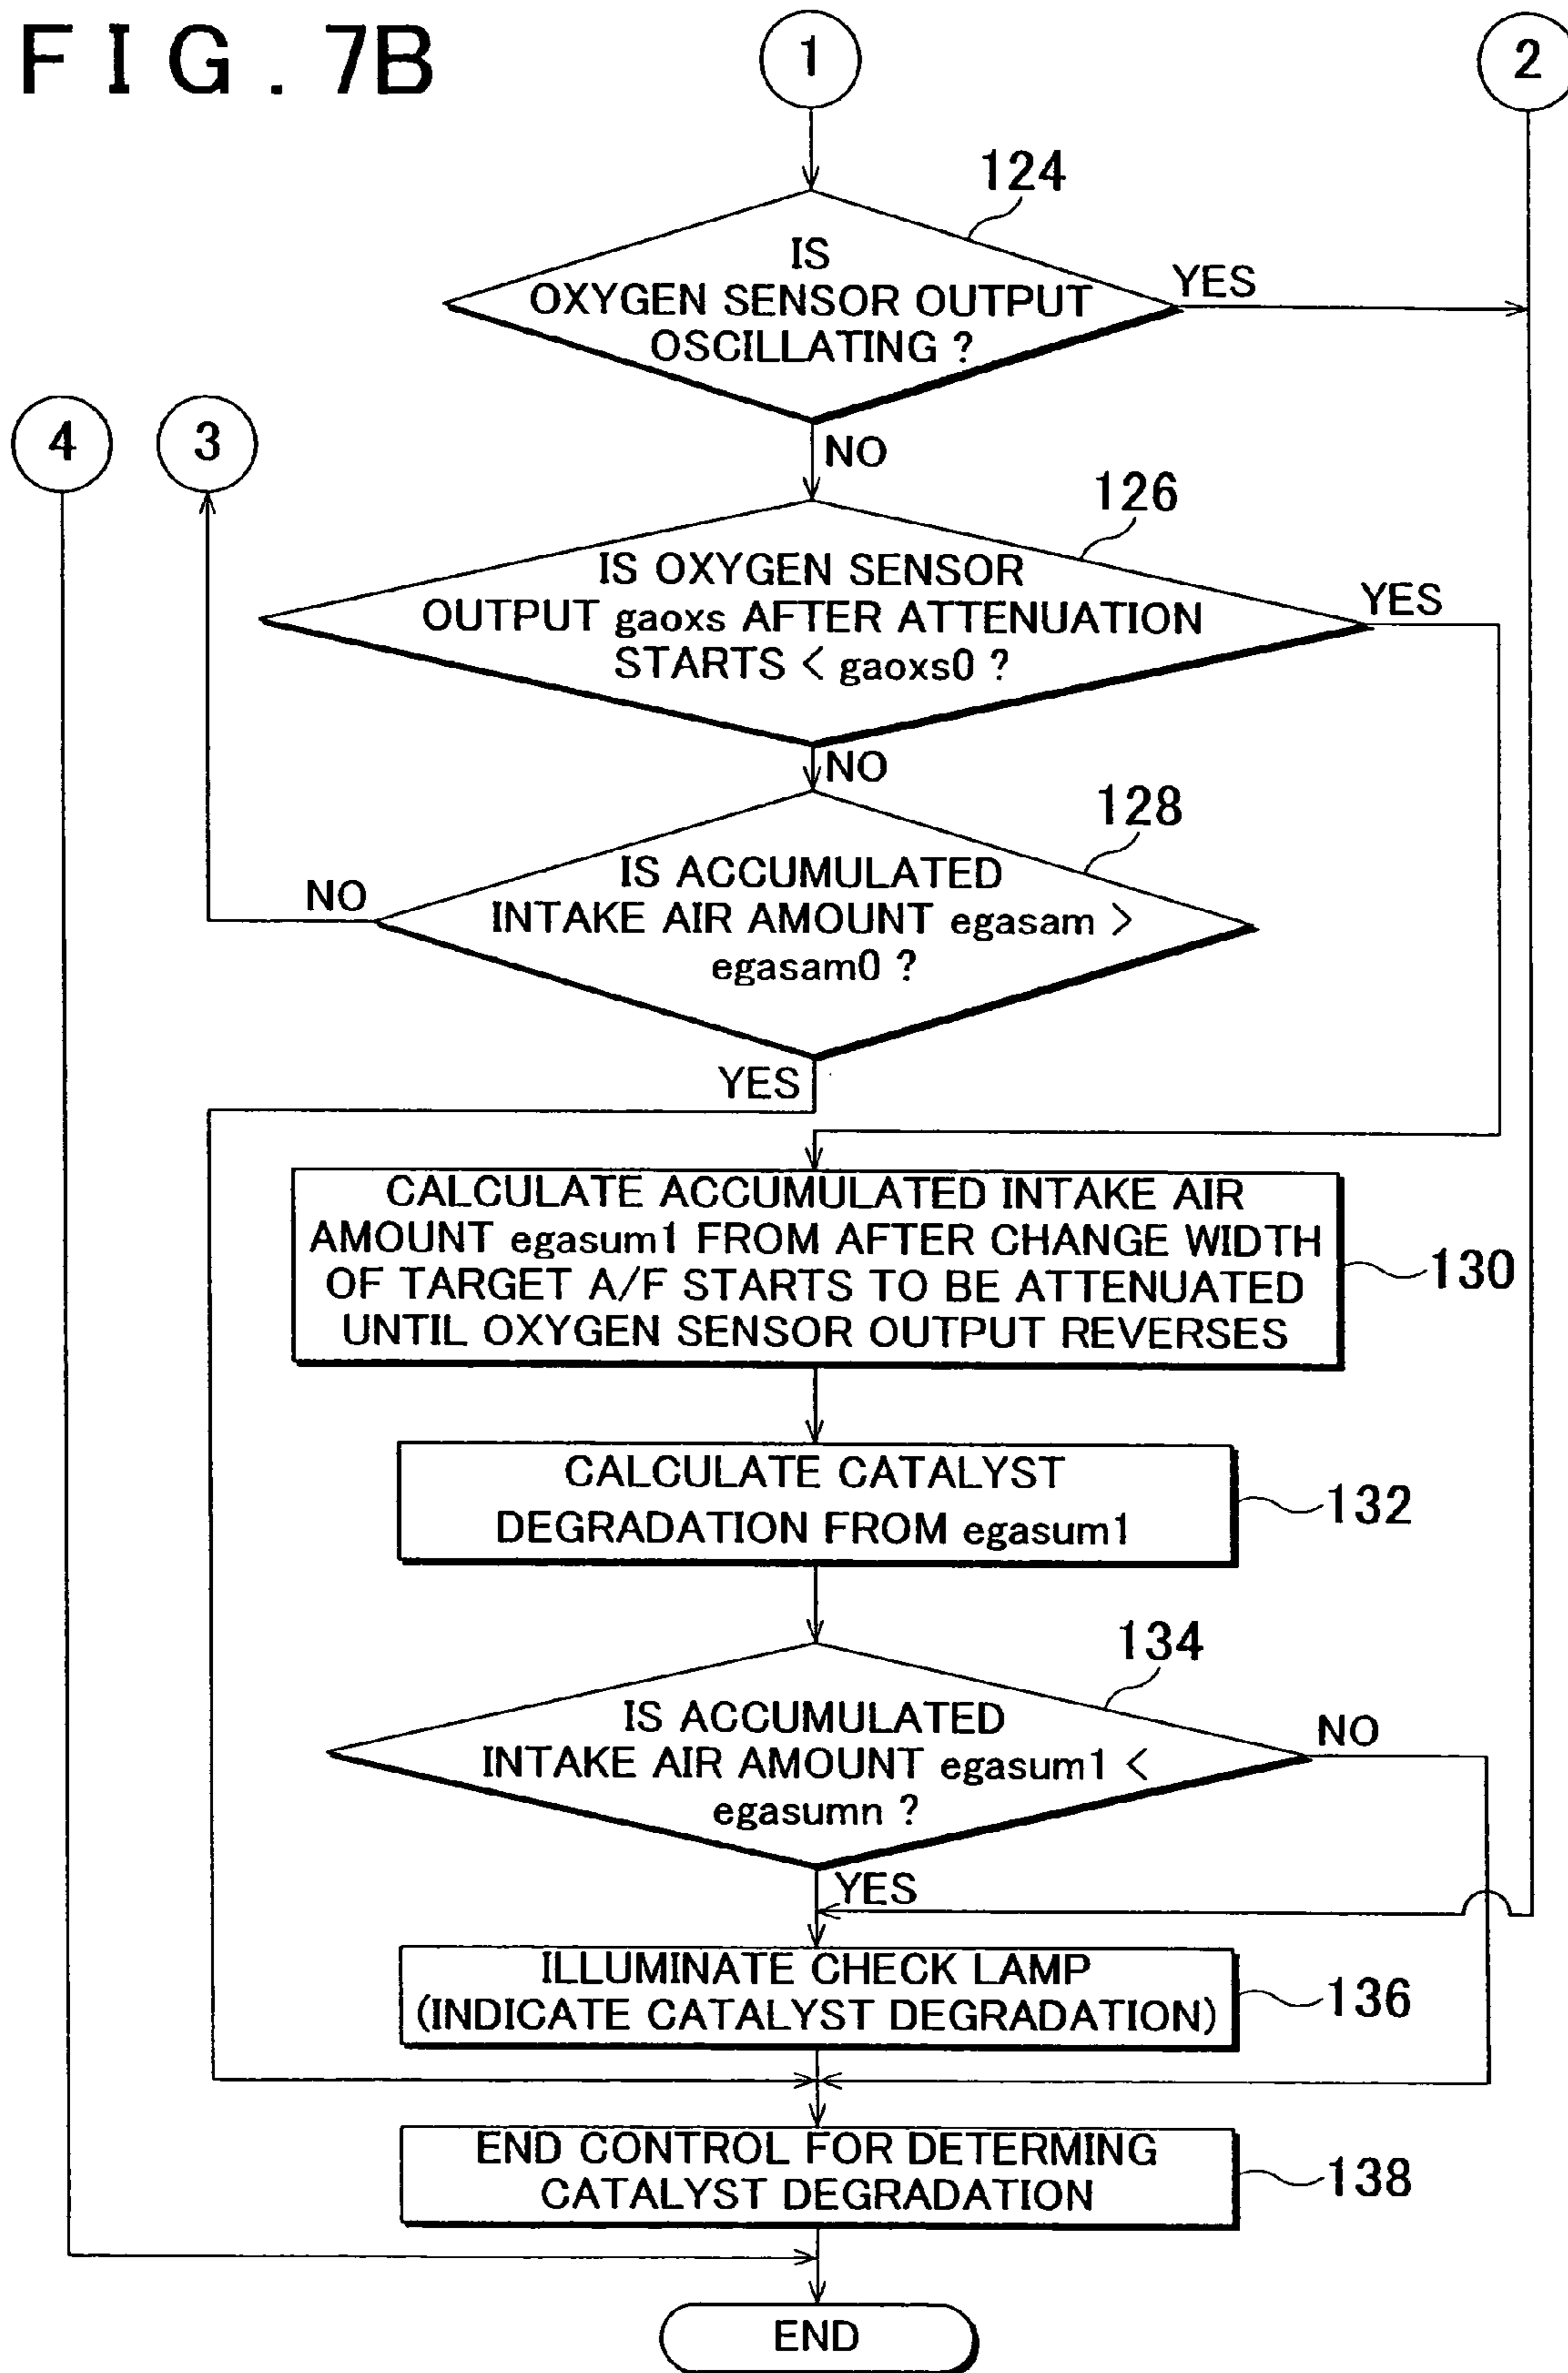 FIG. 7B
1
2
124
IS
OXYGEN SENSOR OUTPUT
OSCILLATING ?
YES
4
3
NO
126
IS OXYGEN SENSOR
OUTPUT gaoxs AFTER ATTENUATION
STARTS < gaoxs0 ?
YES
NO
128
IS ACCUMULATED
INTAKE AIR AMOUNT egasam >
egasam0 ?
NO
YES
CALCULATE ACCUMULATED INTAKE AIR
AMOUNT egasum1 FROM AFTER CHANGE WIDTH
OF TARGET A/F STARTS TO BE ATTENUATED
UNTIL OXYGEN SENSOR OUTPUT REVERSES
130
CALCULATE CATALYST
DEGRADATION FROM egasum1
132
134
IS ACCUMULATED
INTAKE AIR AMOUNT egasum1 <
egasumn ?
NO
YES
ILLUMINATE CHECK LAMP
(INDICATE CATALYST DEGRADATION)
136
END CONTROL FOR DETERMING
CATALYST DEGRADATION
138
END